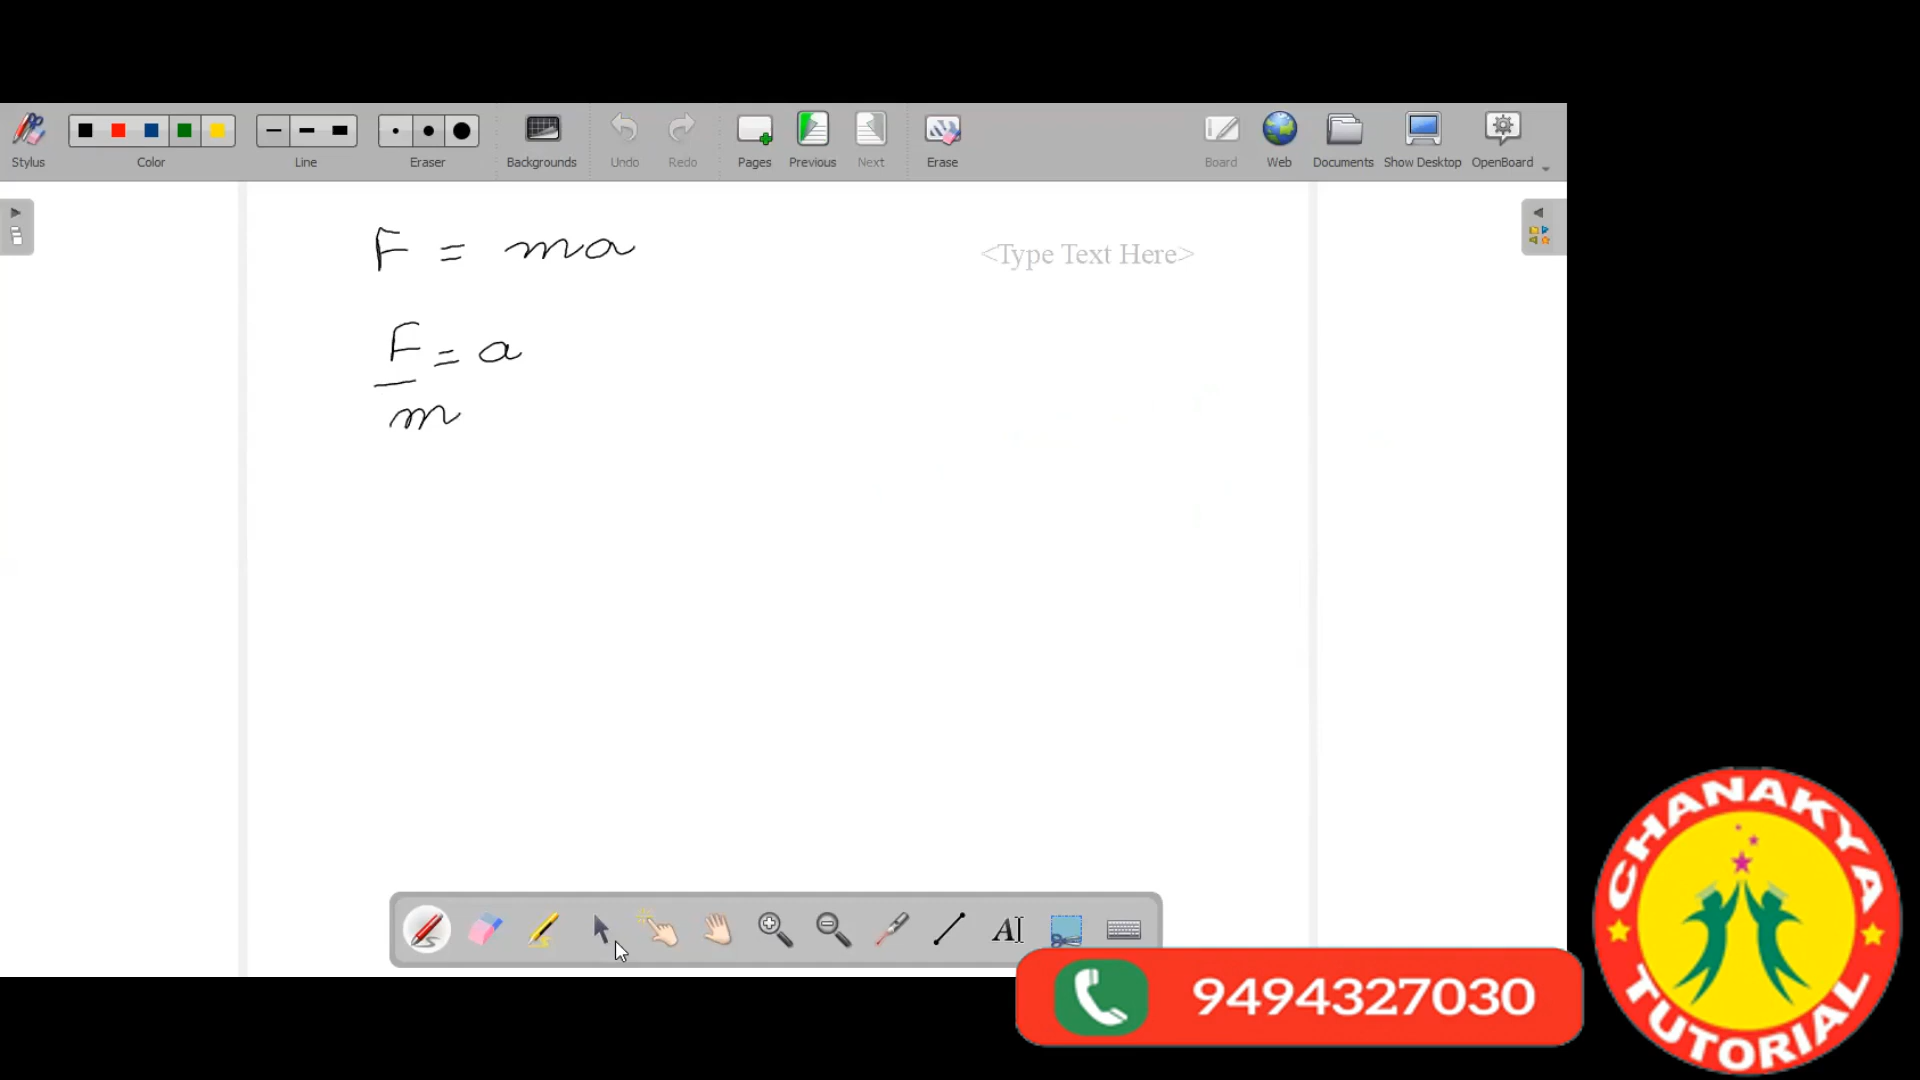 Stylus
Color
Line
Eraser
Backgrounds
Undo
Redo
Pages
Previous
Next
Erase
Board
Web
Documents
Show Desktop
OpenBoard
F = ma
<Type Text Here>
F = a
m
AI
9494327030
CHANAKYA
TUTORIAL